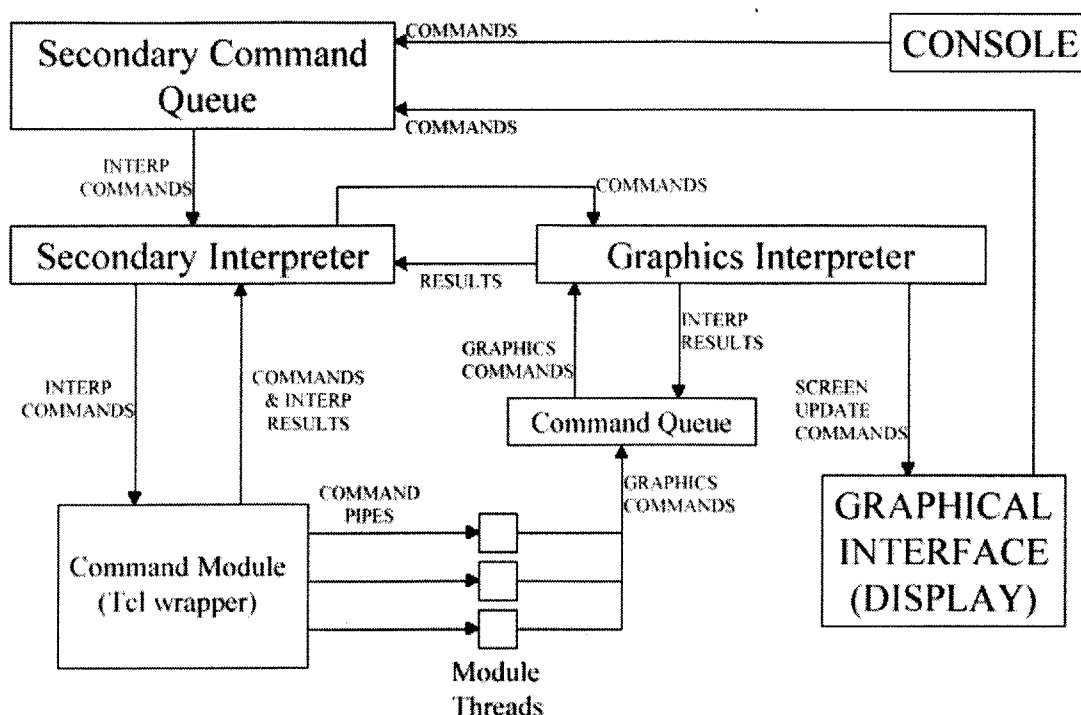 Secondary Command
Queue
COMMANDS
CONSOLE
COMMANDS
INTERP
COMMANDS
COMMANDS
Secondary Interpreter
Graphics Interpreter
RESULTS
INTERP
COMMANDS
COMMANDS
& INTERP
RESULTS
GRAPHICS
COMMANDS
INTERP
RESULTS
SCREEN
UPDATE
COMMANDS
Command Queue
GRAPHICS
COMMANDS
COMMAND
PIPES
Command Module
(Tcl wrapper)
GRAPHICAL
INTERFACE
(DISPLAY)
Module
Threads